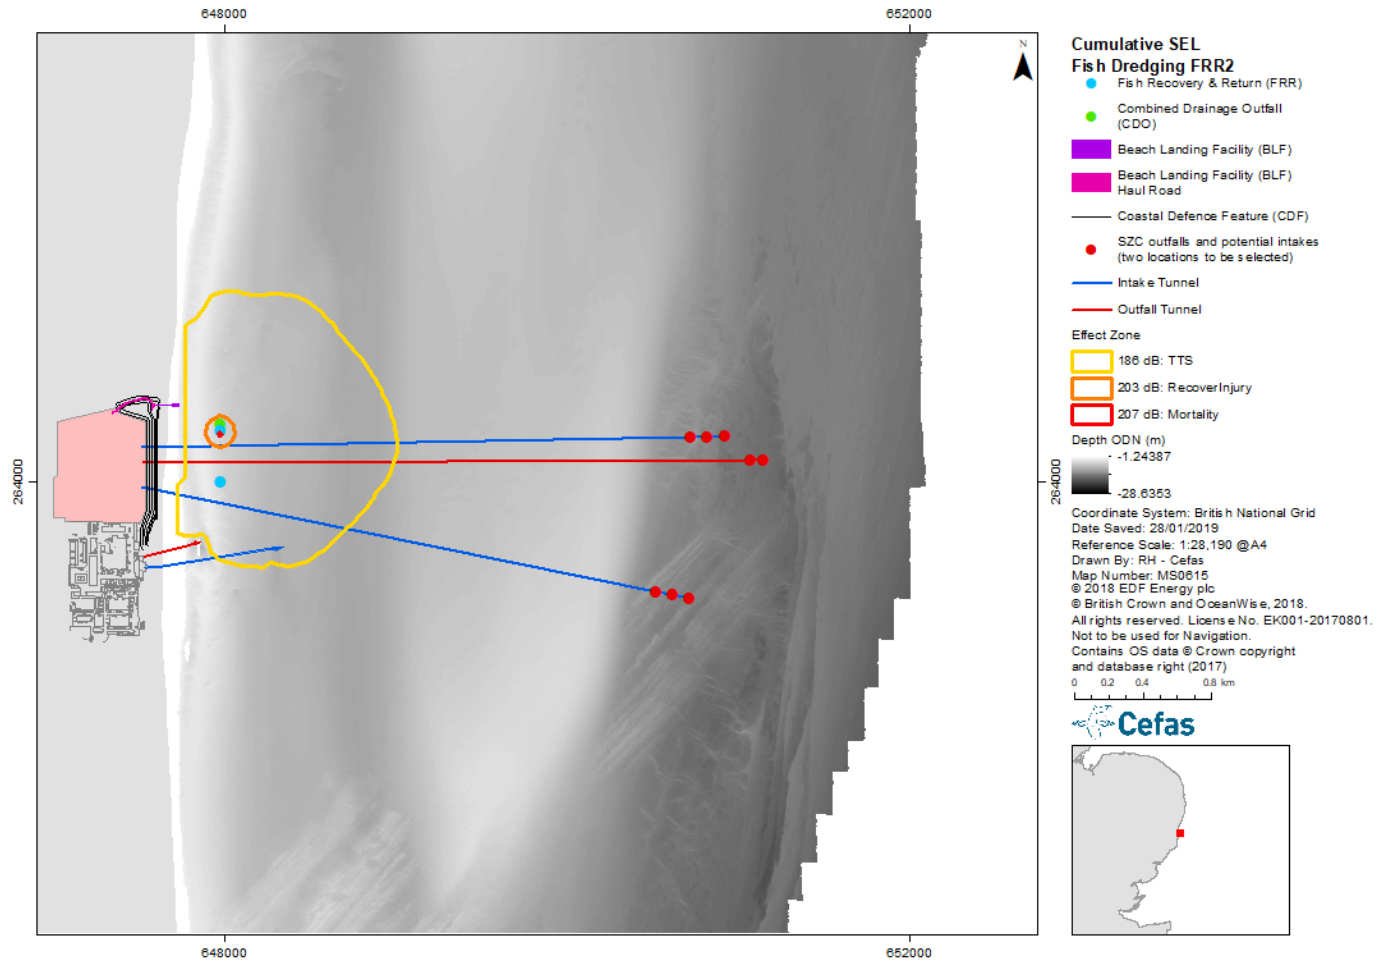 648000
652000
N
264000
264000
648000
652000
Cumulative SEL
Fish Dredging FRR2
Fish Recovery & Return (FRR)
Combined Drainage Outfall
(CDO)
Beach Landing Facility (BLF)
Beach Landing Facility (BLF)
Haul Road
Coastal Defence Feature (CDF)
SZC outfalls and potential intakes
(two locations to be selected)
Intake Tunnel
Outfall Tunnel
Effect Zone
186 dB: TTS
203 dB: RecoverInjury
207 dB: Mortality
Depth ODN (m)
-1.24387
-28.6353
Coordinate System: British National Grid
Date Saved: 28/01/2019
Reference Scale: 1:28,190 @A4
Drawn By: RH - Cefas
Map Number: MS0615
© 2018 EDF Energy plc
© British Crown and OceanWise, 2018.
All rights reserved. License No. EK001-20170801.
Not to be used for Navigation.
Contains OS data © Crown copyright
and database right (2017)
0 0.2 0.4 0.8 km
Cefas